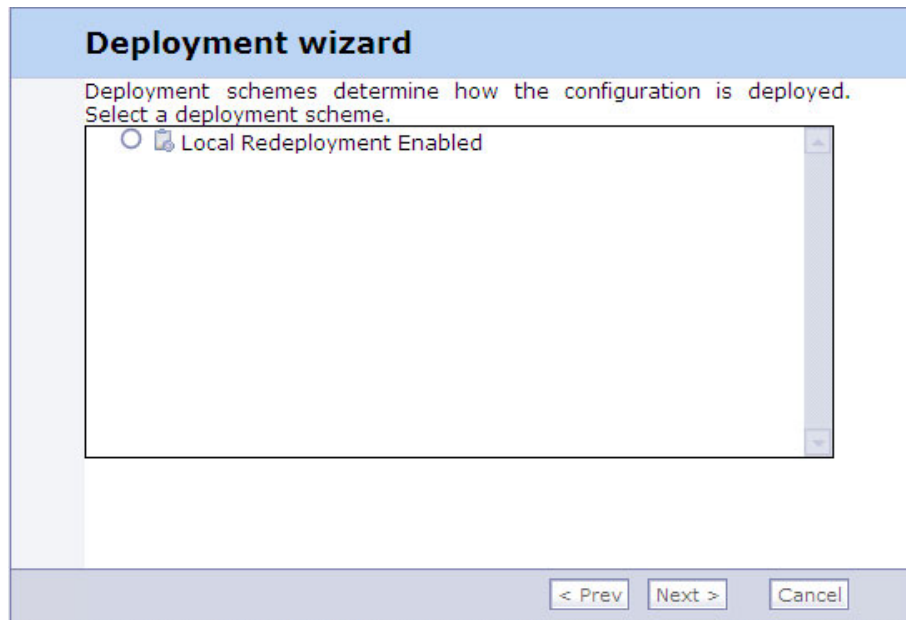 Deployment wizard
Deployment schemes determine how the configuration is deployed.
Select a deployment scheme.
Local Redeployment Enabled
< Prev Next > Cancel